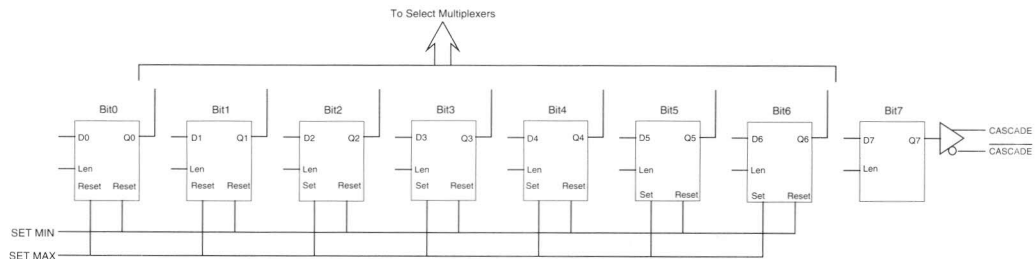 To Select Multiplexers
Bit0 Bit1 Bit2 Bit3 Bit4 Bit5 Bit6 Bit7
D0 Q0 D1 Q1 D2 Q2 D3 Q3 D4 Q4 D5 Q5 D6 Q6 D7 Q7
CASCADE
CASCADE
Len Len Len Len Len Len Len Len
Reset Reset Reset Reset Set Reset Set Reset Set Reset Set Reset Set Reset
SET MIN
SET MAX